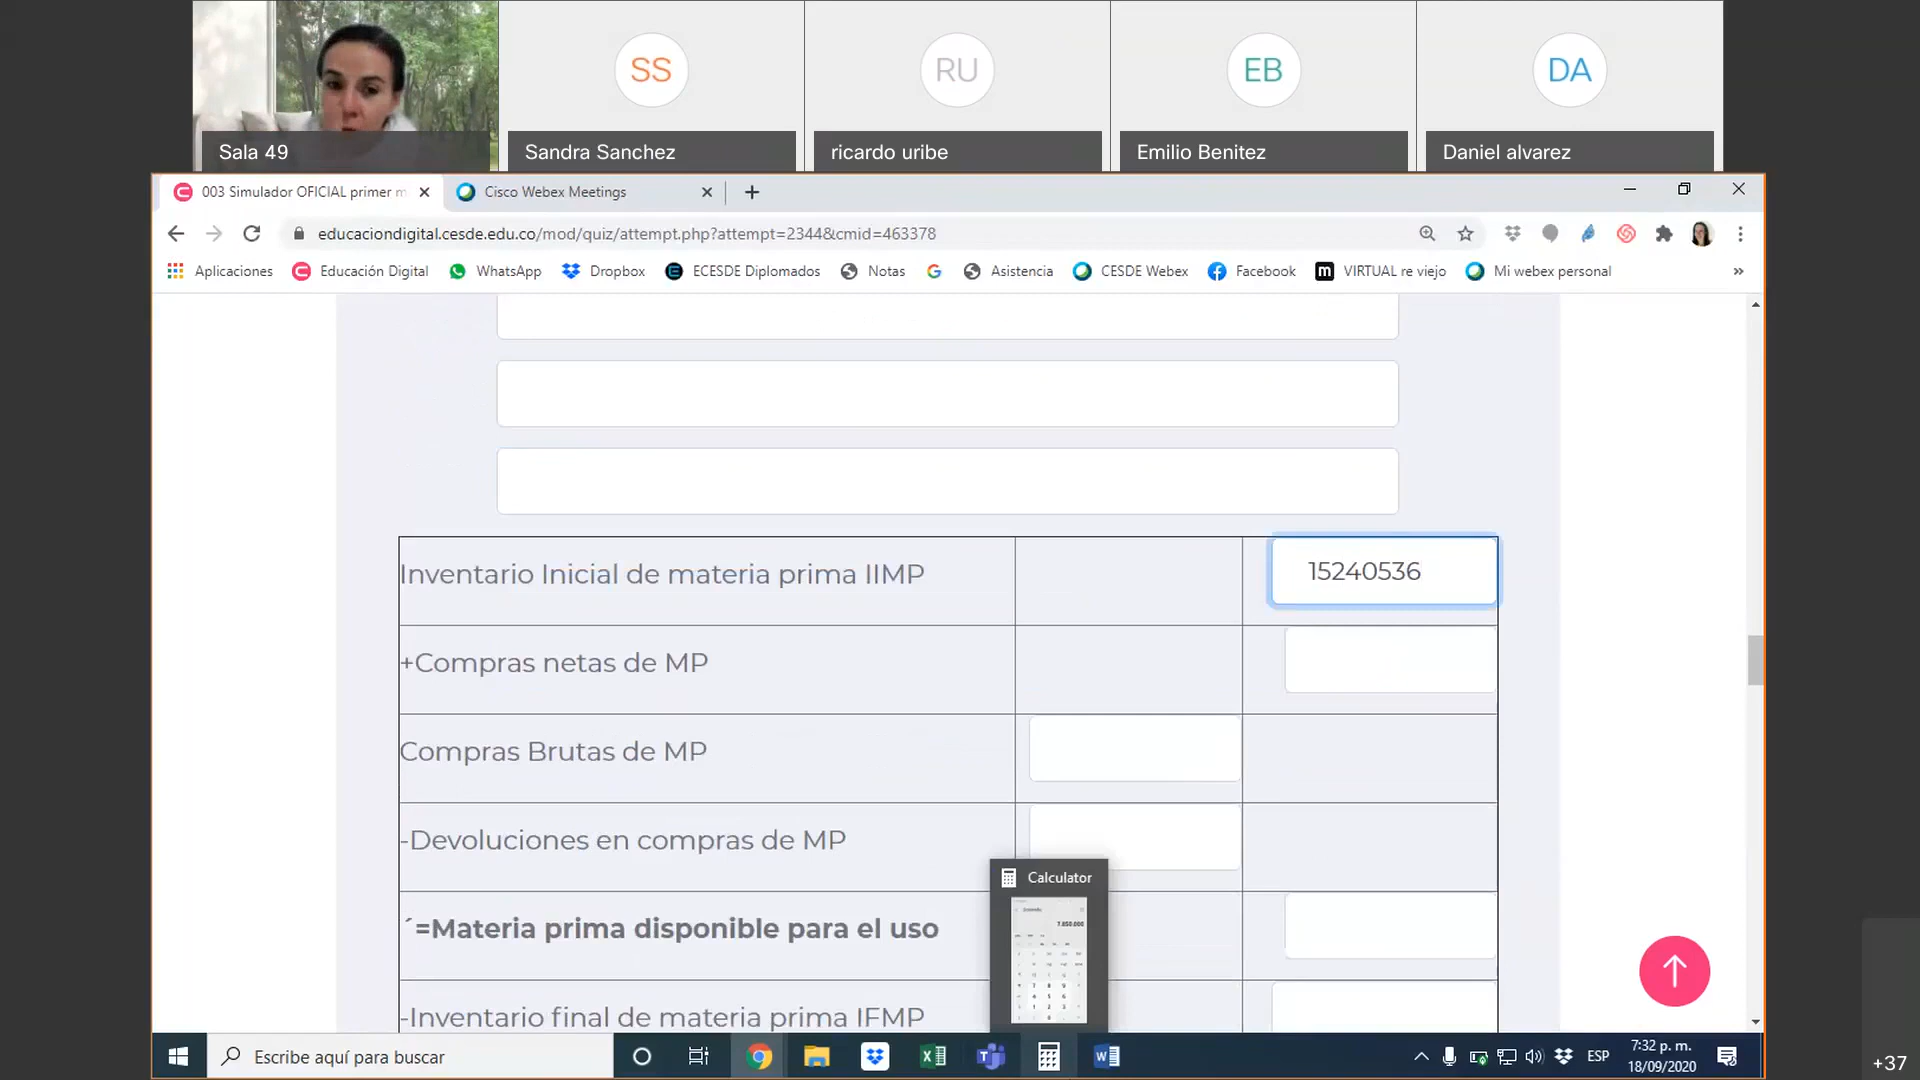 SS
RU
EB
DA
Sala 49
Sandra Sanchez
ricardo uribe
Emilio Benitez
Daniel alvarez
003 Simulador OFICIAL primer m
Cisco Webex Meetings
educaciondigital.cesde.edu.co/mod/quiz/attempt.php?attempt=2344&cmid=463378
Aplicaciones
Educación Digital
WhatsApp
Dropbox
ECESDE Diplomados
Notas
Asistencia
CESDE Webex
Facebook
VIRTUAL re viejo
Mi webex personal
»
Inventario Inicial de materia prima IIMP
15240536
+Compras netas de MP
Compras Brutas de MP
-Devoluciones en compras de MP
Calculator
7.850.000
´=Materia prima disponible para el uso
-Inventario final de materia prima IFMP
Escribe aquí para buscar
ESP
7:32 p. m.
18/09/2020
+37